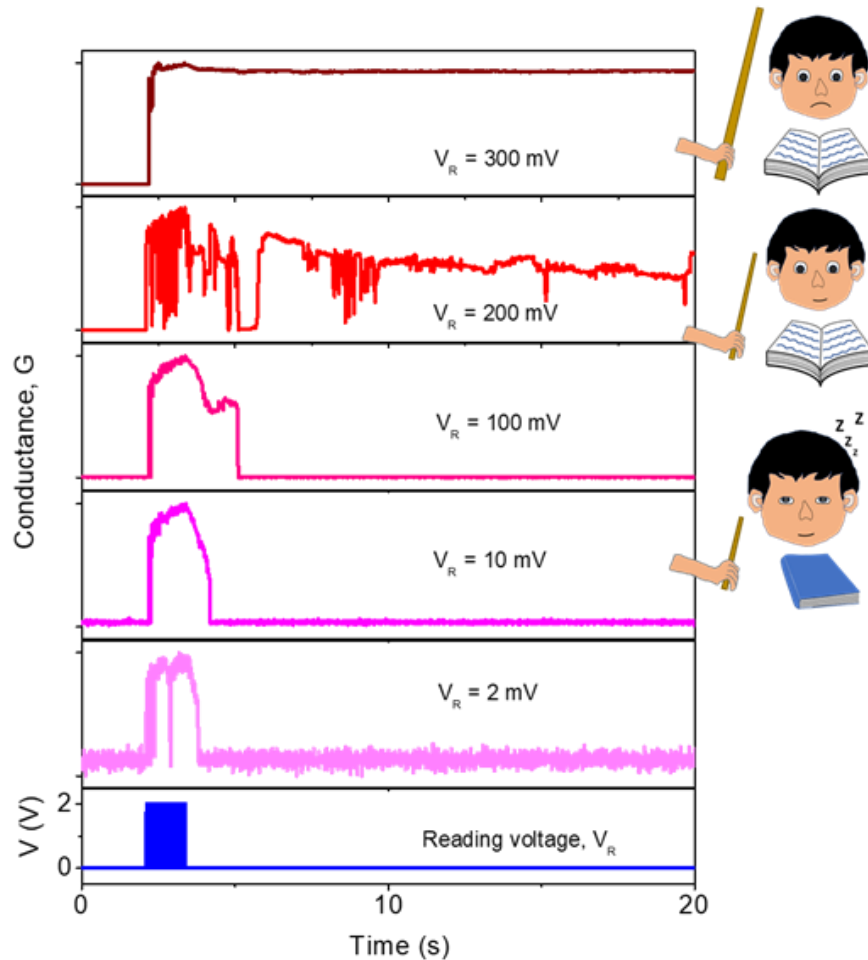 V_R = 300 mV
V_R = 200 mV
z z
z
z
V_R = 100 mV
Conductance, G
V_R = 10 mV
V_R = 2 mV
V (V)
2
0
Reading voltage, V_R
0
10
20
Time (s)